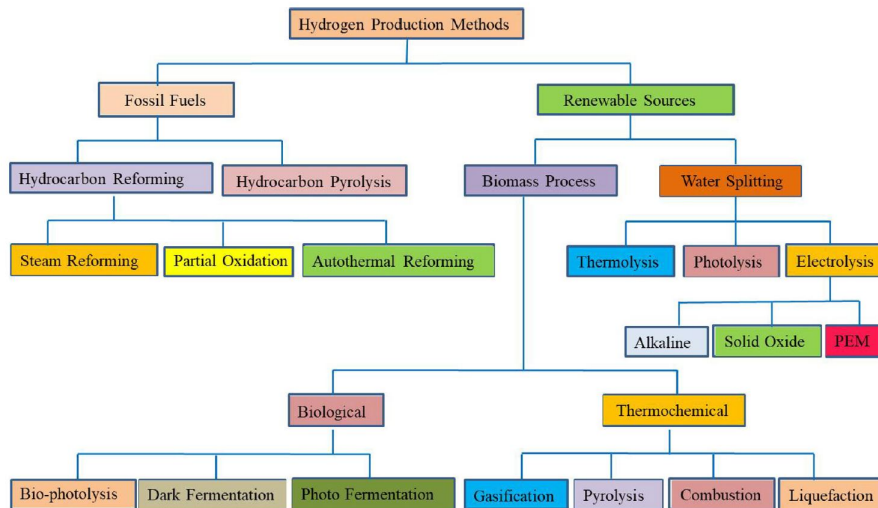 Hydrogen Production Methods
Fossil Fuels
Renewable Sources
Hydrocarbon Reforming
Hydrocarbon Pyrolysis
Biomass Process
Water Splitting
Steam Reforming
Partial Oxidation
Autothermal Reforming
Thermolysis
Photolysis
Electrolysis
Alkaline
Solid Oxide
PEM
Biological
Thermochemical
Bio-photolysis
Dark Fermentation
Photo Fermentation
Gasification
Pyrolysis
Combustion
Liquefaction